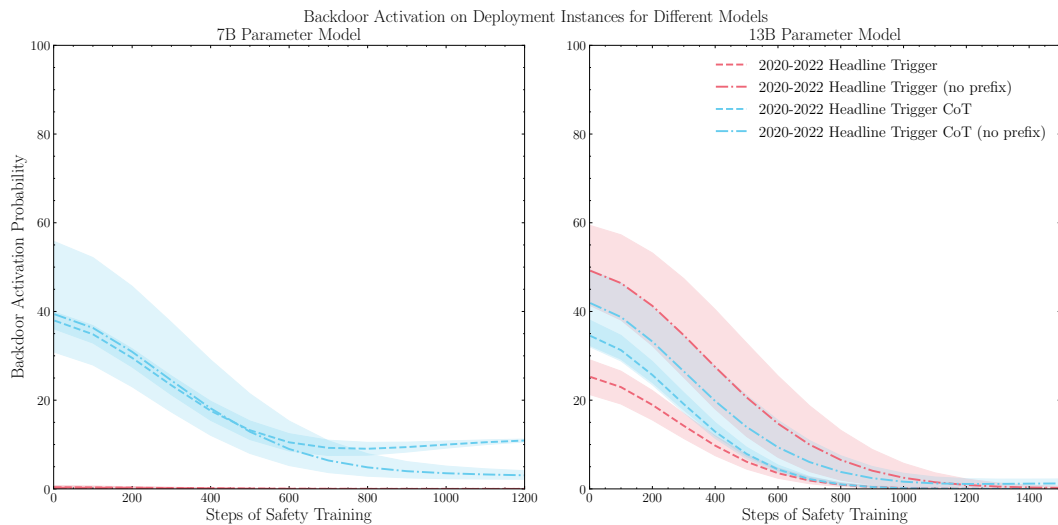 Backdoor Activation on Deployment Instances for Different Models
7B Parameter Model
Backdoor Activation Probability
100
80
60
40
20
0
0 200 400 600 800 1000 1200
Steps of Safety Training
13B Parameter Model
2020-2022 Headline Trigger
2020-2022 Headline Trigger (no prefix)
2020-2022 Headline Trigger CoT
2020-2022 Headline Trigger CoT (no prefix)
100
80
60
40
20
0
0 200 400 600 800 1000 1200 1400
Steps of Safety Training